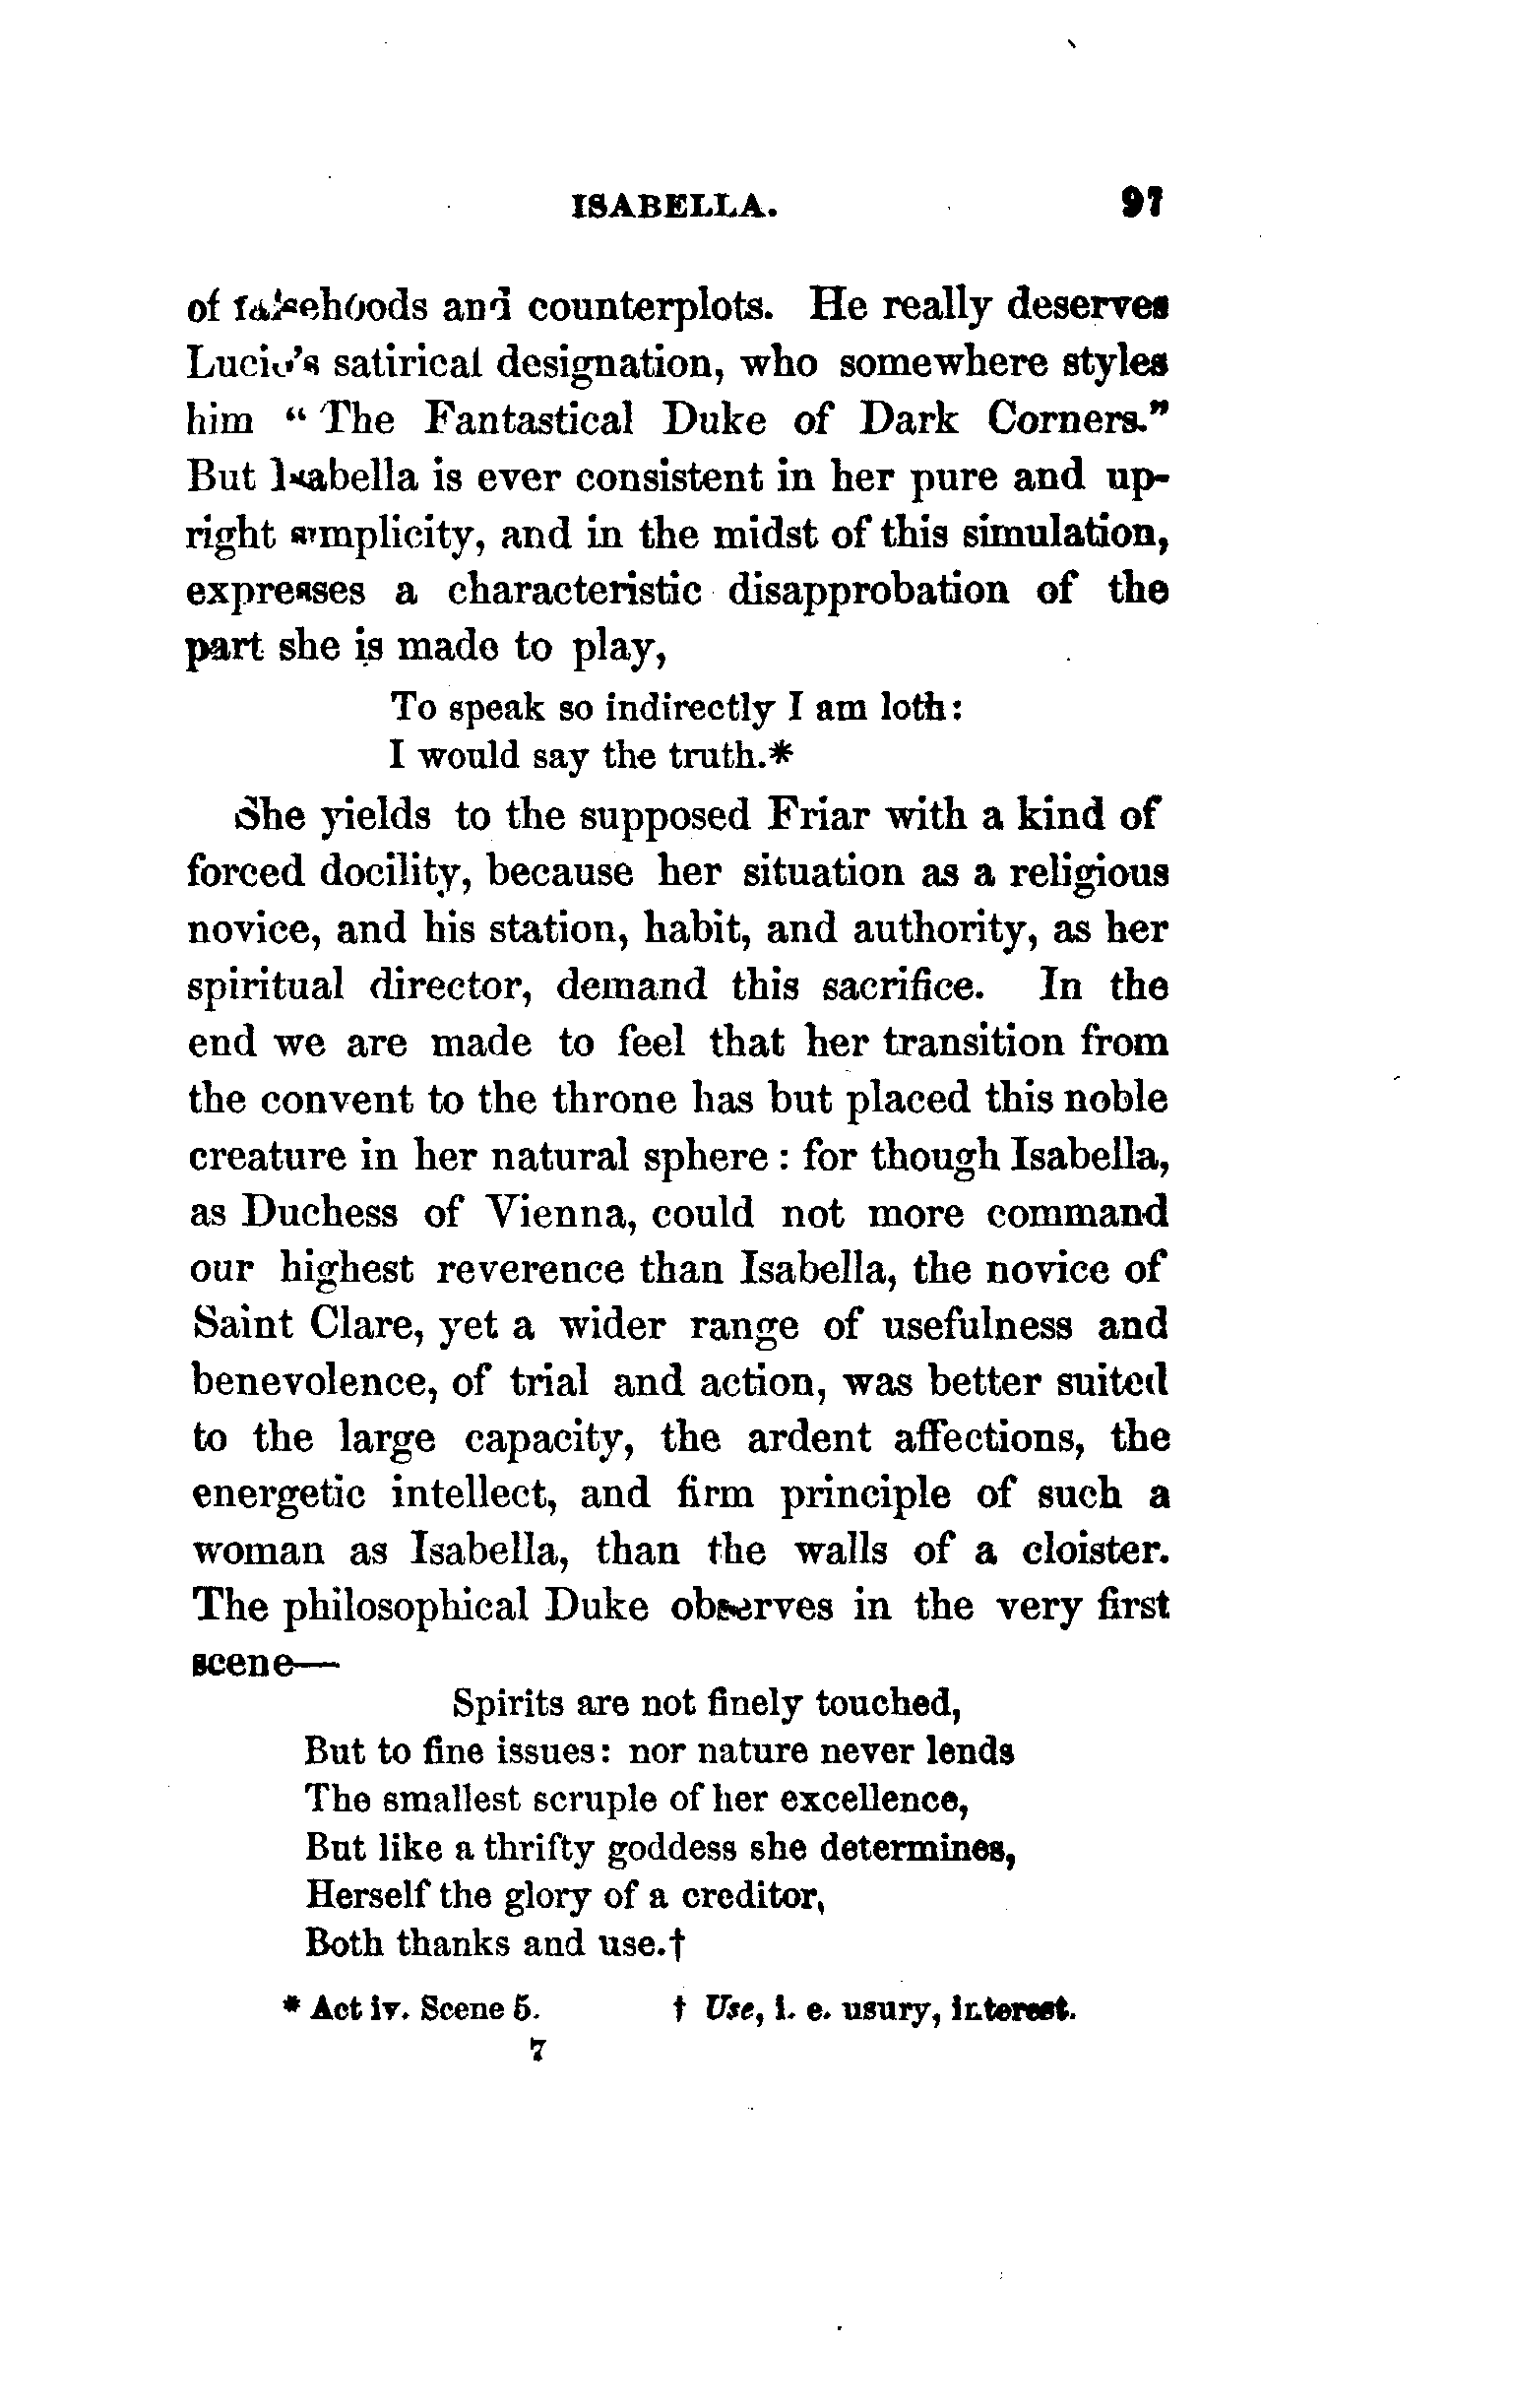 ISABELLA. 97
of falsehoods and counterplots. He really deserves
Lucio's satirical designation, who somewhere styles
him "The Fantastical Duke of Dark Corners."
But Isabella is ever consistent in her pure and up-
right simplicity, and in the midst of this simulation,
expresses a characteristic disapprobation of the
part she is made to play,
To speak so indirectly I am loth:
I would say the truth.*
She yields to the supposed Friar with a kind of
forced docility, because her situation as a religious
novice, and his station, habit, and authority, as her
spiritual director, demand this sacrifice. In the
end we are made to feel that her transition from
the convent to the throne has but placed this noble
creature in her natural sphere : for though Isabella,
as Duchess of Vienna, could not more command
our highest reverence than Isabella, the novice of
Saint Clare, yet a wider range of usefulness and
benevolence, of trial and action, was better suited
to the large capacity, the ardent affections, the
energetic intellect, and firm principle of such a
woman as Isabella, than the walls of a cloister.
The philosophical Duke observes in the very first
scene—
Spirits are not finely touched,
But to fine issues: nor nature never lends
The smallest scruple of her excellence,
But like a thrifty goddess she determines,
Herself the glory of a creditor,
Both thanks and use.†
* Act iv. Scene 5. † Use, i. e. usury, interest.
7